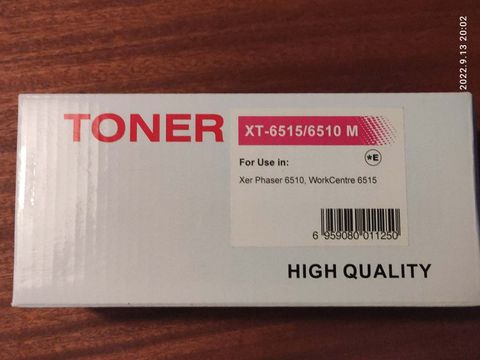 2022.9.13 20:02
TONER
XT-6515/6510 M
For Use in:
★E
Xer Phaser 6510, WorkCentre 6515
6 959080 011250
HIGH QUALITY